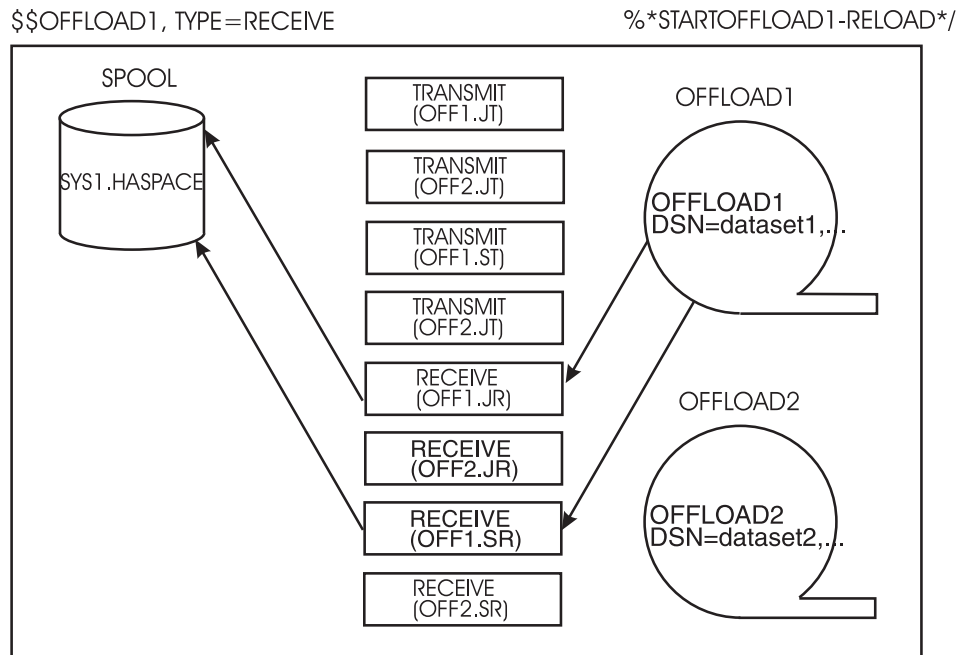 $$OFFLOAD1, TYPE=RECEIVE
%*STARTOFFLOAD1-RELOAD*/
SPOOL
SYS1.HASPACE
TRANSMIT
(OFF1.JT)
TRANSMIT
(OFF2.JT)
TRANSMIT
(OFF1.ST)
TRANSMIT
(OFF2.JT)
RECEIVE
(OFF1.JR)
RECEIVE
(OFF2.JR)
RECEIVE
(OFF1.SR)
RECEIVE
(OFF2.SR)
OFFLOAD1
OFFLOAD1
DSN=dataset1,...
OFFLOAD2
OFFLOAD2
DSN=dataset2,...